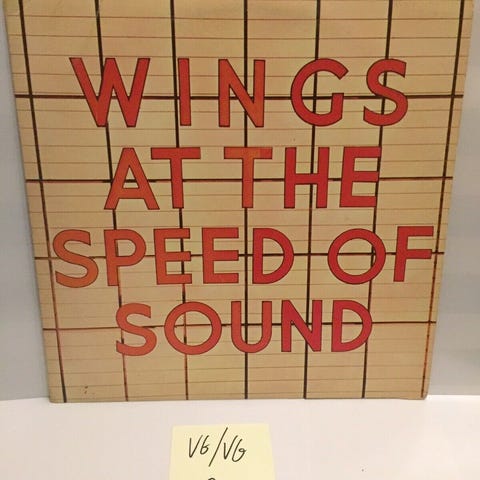 WINGS
AT THE
SPEED OF
SOUND
VG/VG